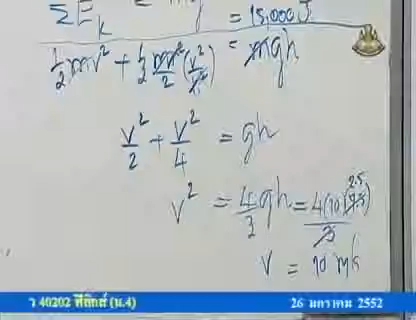 ΣE_k = mgh = 15,000 J
½mv² + ½ mr²/2 (v²/r²) = mgh
v²/2 + v²/4 = gh
v² = 4/3 gh = 4(10)(7.5)/3
v = 10 m/s
ว 40202 ฟิสิกส์ (น.4) 26 มกราคม 2552